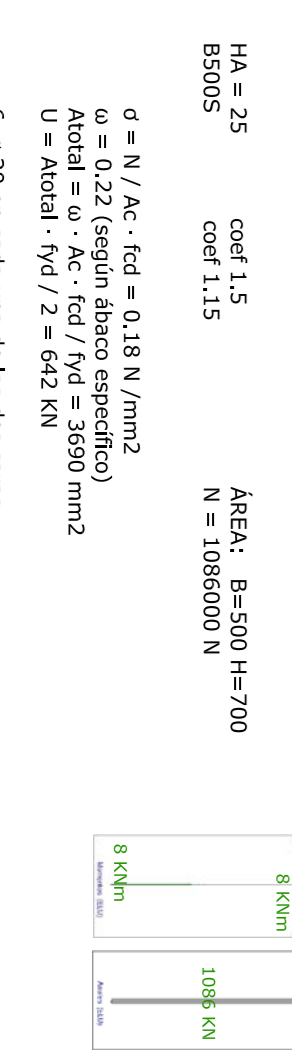 HA = 25 coef 1.5 ÁREA: B=500 H=700
B500S coef 1.15 N = 1086000 N
σ = N / Ac · fcd = 0.18 N /mm2
ω = 0.22 (según ábaco específico)
Atotal = ω · Ac · fcd / fyd = 3690 mm2
U = Atotal · fyd / 2 = 642 KN
8 KNm
8 KNm
1086 KN